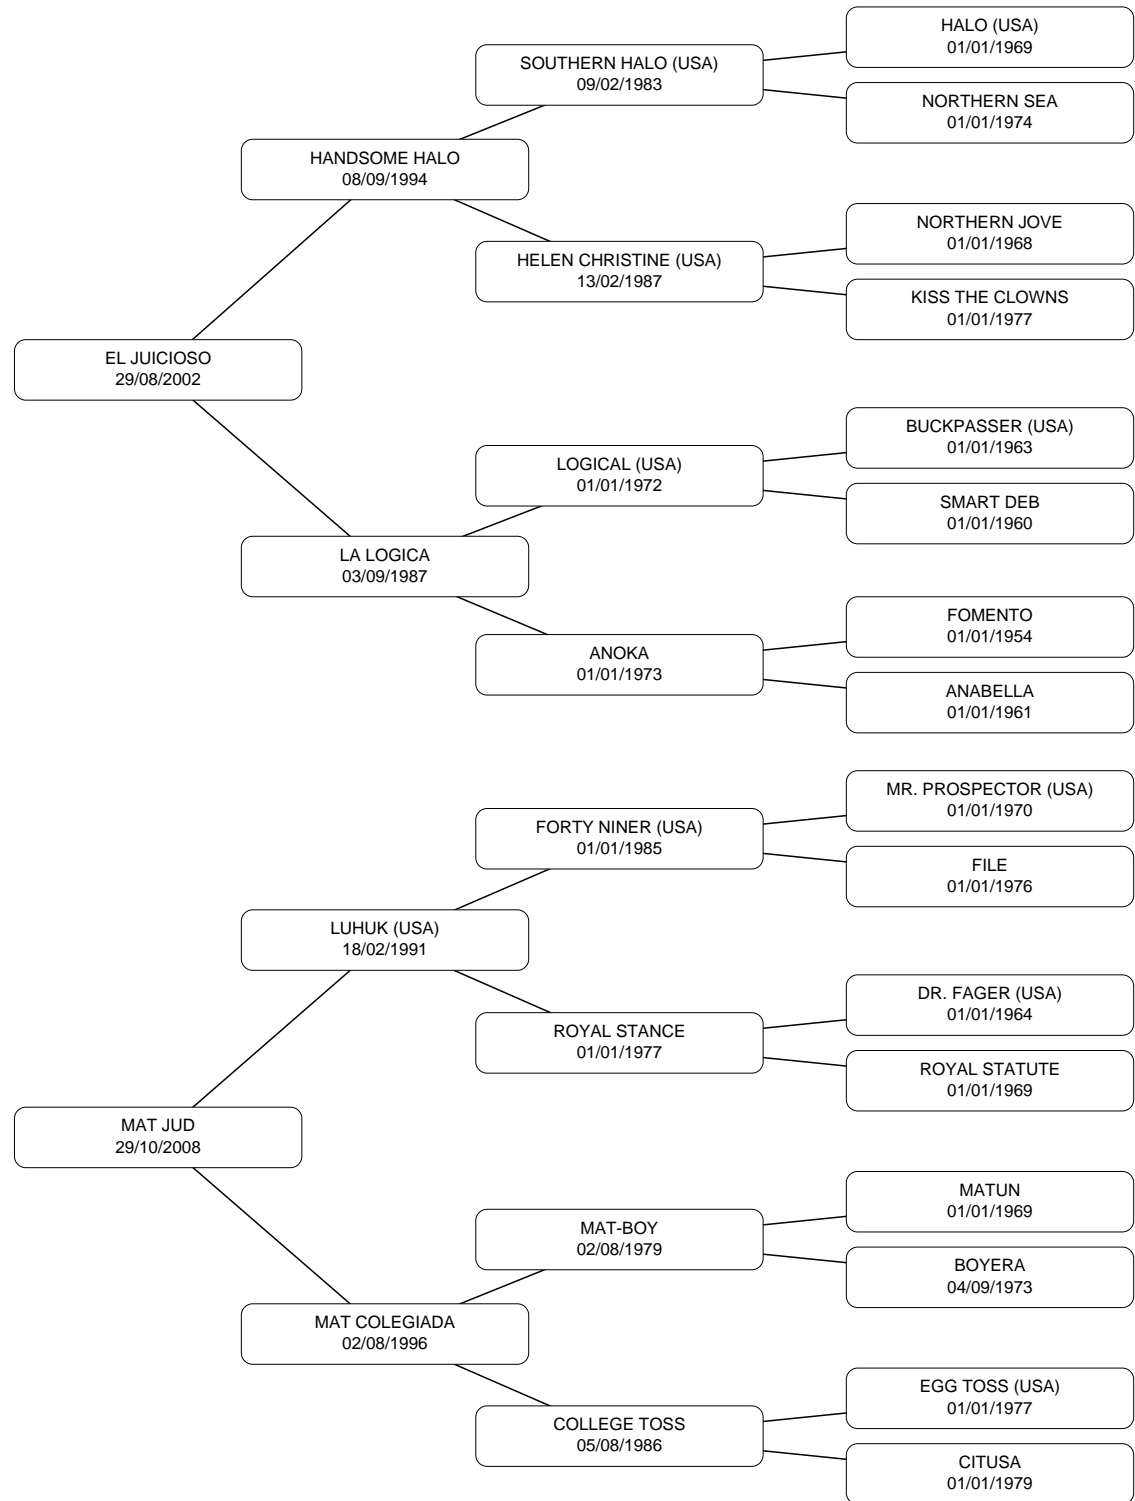 HALO (USA)
01/01/1969
SOUTHERN HALO (USA)
09/02/1983
NORTHERN SEA
01/01/1974
HANDSOME HALO
08/09/1994
NORTHERN JOVE
01/01/1968
HELEN CHRISTINE (USA)
13/02/1987
KISS THE CLOWNS
01/01/1977
EL JUICIOSO
29/08/2002
BUCKPASSER (USA)
01/01/1963
LOGICAL (USA)
01/01/1972
SMART DEB
01/01/1960
LA LOGICA
03/09/1987
FOMENTO
01/01/1954
ANOKA
01/01/1973
ANABELLA
01/01/1961
MR. PROSPECTOR (USA)
01/01/1970
FORTY NINER (USA)
01/01/1985
FILE
01/01/1976
LUHUK (USA)
18/02/1991
DR. FAGER (USA)
01/01/1964
ROYAL STANCE
01/01/1977
ROYAL STATUTE
01/01/1969
MAT JUD
29/10/2008
MATUN
01/01/1969
MAT-BOY
02/08/1979
BOYERA
04/09/1973
MAT COLEGIADA
02/08/1996
EGG TOSS (USA)
01/01/1977
COLLEGE TOSS
05/08/1986
CITUSA
01/01/1979